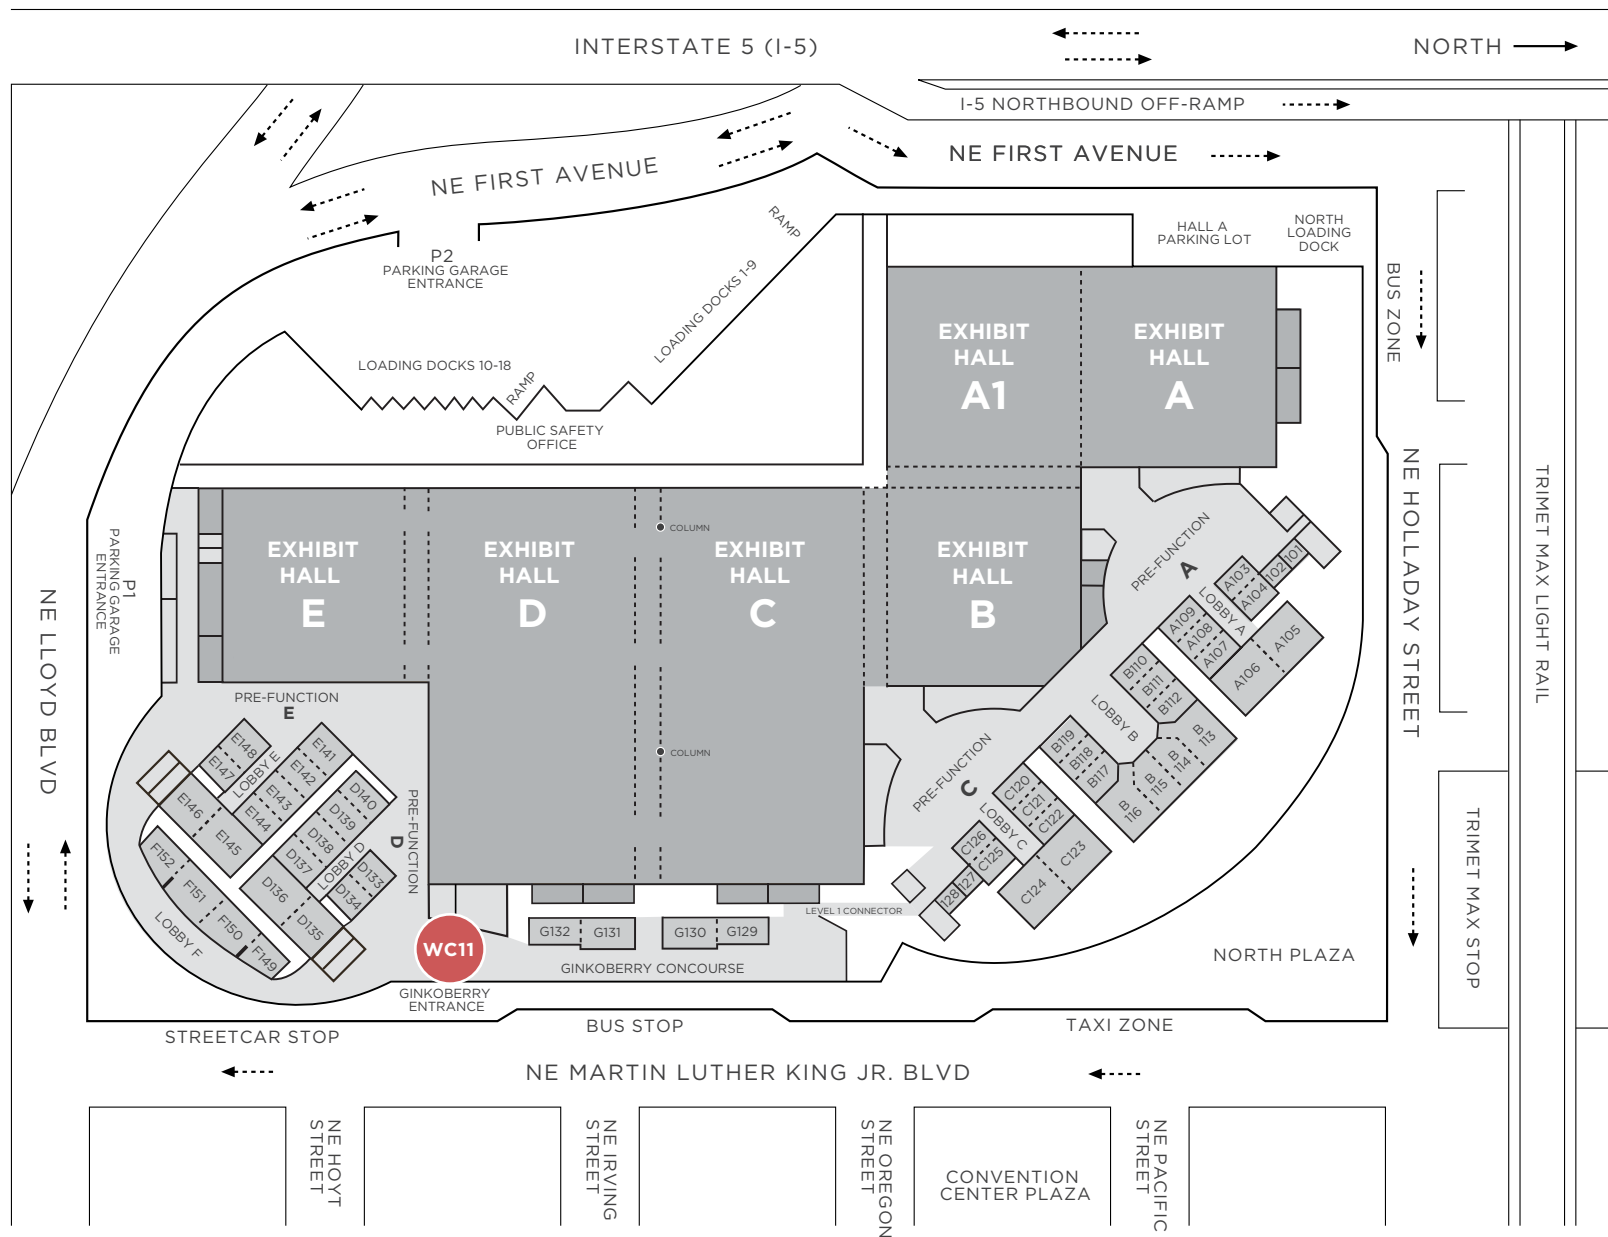 INTERSTATE 5 (I-5)
NORTH
I-5 NORTHBOUND OFF-RAMP
NE FIRST AVENUE
NE FIRST AVENUE
P2
PARKING GARAGE
ENTRANCE
RAMP
LOADING DOCKS 1-9
HALL A
PARKING LOT
NORTH
LOADING
DOCK
BUS ZONE
LOADING DOCKS 10-18
RAMP
PUBLIC SAFETY
OFFICE
EXHIBIT
HALL
A1
EXHIBIT
HALL
A
EXHIBIT
HALL
E
EXHIBIT
HALL
D
EXHIBIT
HALL
C
EXHIBIT
HALL
B
COLUMN
COLUMN
P1
PARKING GARAGE
ENTRANCE
NE LLOYD BLVD
NE HOLLADAY STREET
TRIMET MAX LIGHT RAIL
TRIMET MAX STOP
PRE-FUNCTION
A
101
102
A103
A104
LOBBY A
A105
A106
A107
A108
A109
B110
B111
B112
LOBBY B
B
113
B
114
B
115
B
116
B117
B118
B119
PRE-FUNCTION
C
C120
C121
C122
LOBBY C
C123
C124
C125
C126
127
128
PRE-FUNCTION
E
E148
E147
LOBBY E
E141
E142
E143
E144
E146
E145
D140
D139
D138
D137
LOBBY D
D133
D134
D136
D135
PRE-FUNCTION
D
F152
F151
F150
F149
LOBBY F
WC11
GINKOBERRY
ENTRANCE
G132
G131
G130
G129
LEVEL 1 CONNECTOR
GINKOBERRY CONCOURSE
NORTH PLAZA
STREETCAR STOP
BUS STOP
TAXI ZONE
NE MARTIN LUTHER KING JR. BLVD
NE HOYT
STREET
NE IRVING
STREET
NE OREGON
STREET
CONVENTION
CENTER PLAZA
NE PACIFIC
STREET